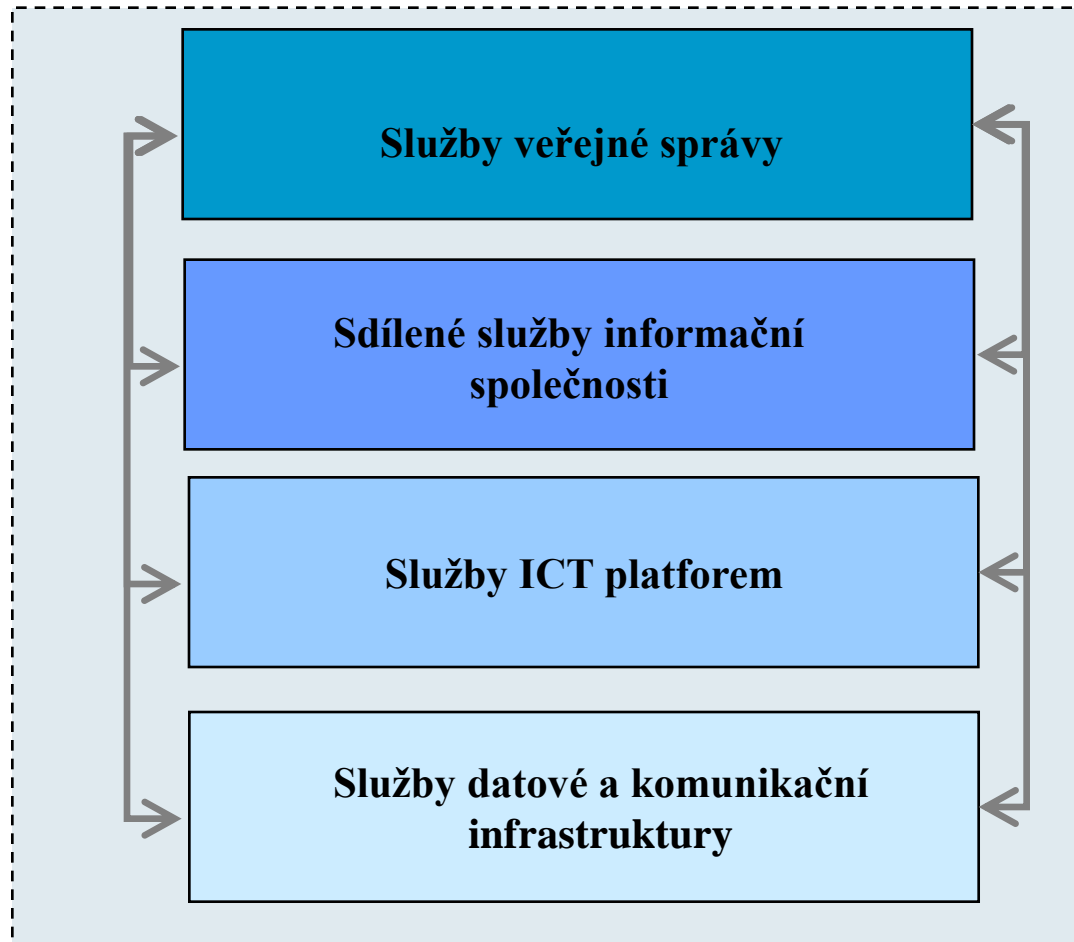 Služby veřejné správy
Sdílené služby informační
společnosti
Služby ICT platforem
Služby datové a komunikační
infrastruktury